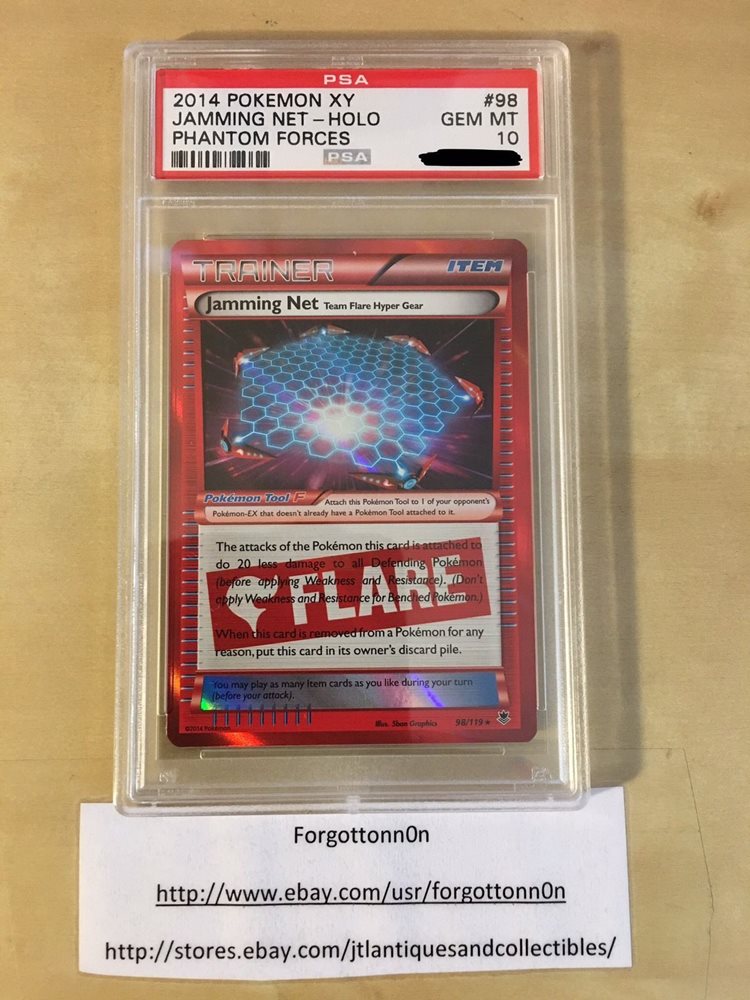 PSA
2014 POKEMON XY #98
JAMMING NET – HOLO GEM MT
PHANTOM FORCES 10
PSA
TRAINER ITEM
Jamming Net Team Flare Hyper Gear
Pokémon Tool F Attach this Pokémon Tool to 1 of your opponent's
Pokémon-EX that doesn't already have a Pokémon Tool attached to it.
The attacks of the Pokémon this card is attached to
do 20 less damage to all Defending Pokémon
(before applying Weakness and Resistance). (Don't
apply Weakness and Resistance for Benched Pokémon.)
FLARE
When this card is removed from a Pokémon for any
reason, put this card in its owner's discard pile.
You may play as many Item cards as you like during your turn
(before your attack).
©2014 Pokémon Illus. 5ban Graphics 98/119 ★
Forgottonn0n
http://www.ebay.com/usr/forgottonn0n
http://stores.ebay.com/jtlantiquesandcollectibles/